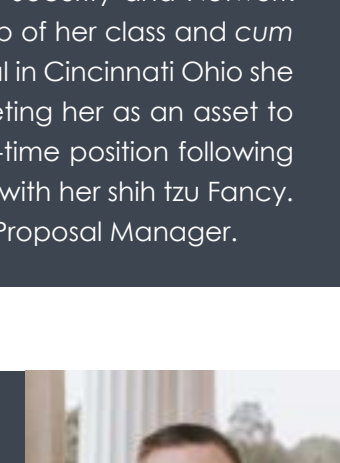 of her class and cum
in Cincinnati Ohio she
her as an asset to
-time position following
with her shih tzu Fancy.
Proposal Manager.